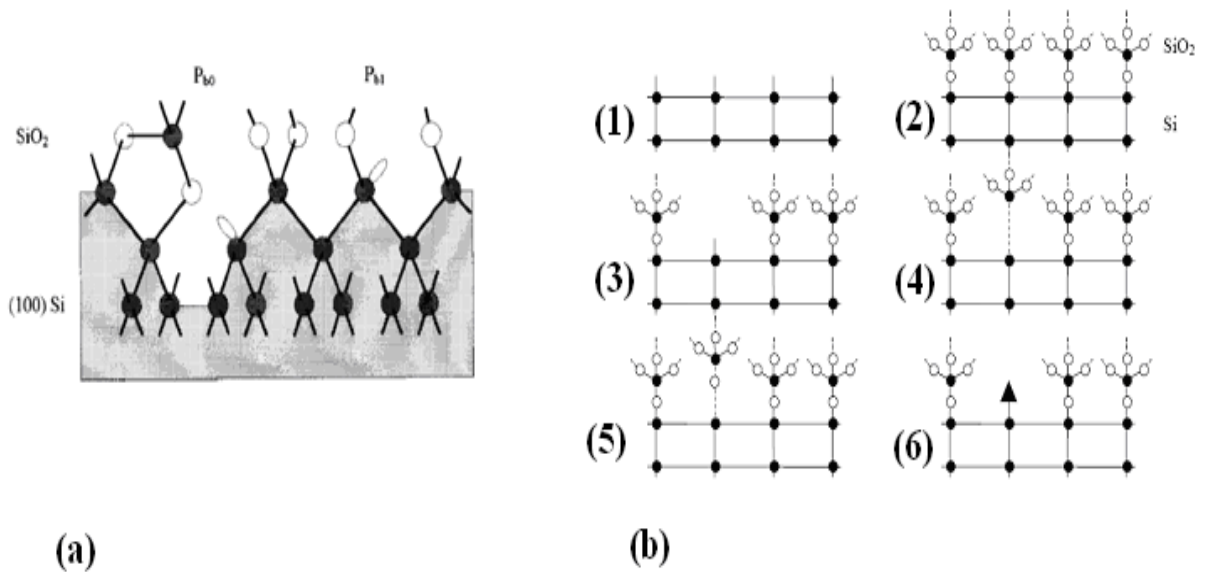 P_b0 P_b1
SiO₂
(100) Si
(a)
(1) (2) SiO₂
Si
(3) (4)
(5) (6)
(b)